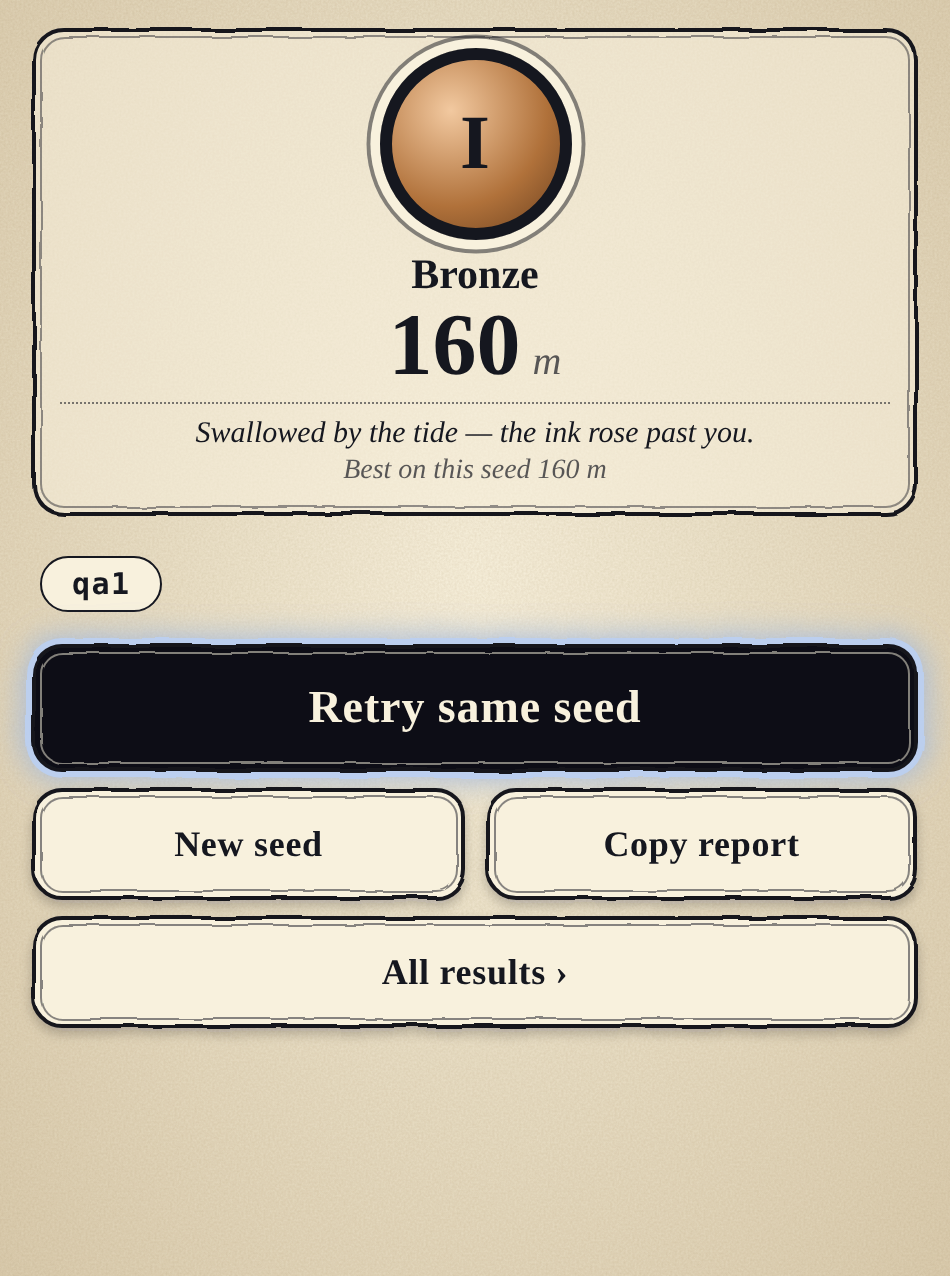 I
Bronze
160 m
Swallowed by the tide — the ink rose past you.
Best on this seed 160 m
qa1
Retry same seed
New seed
Copy report
All results ›